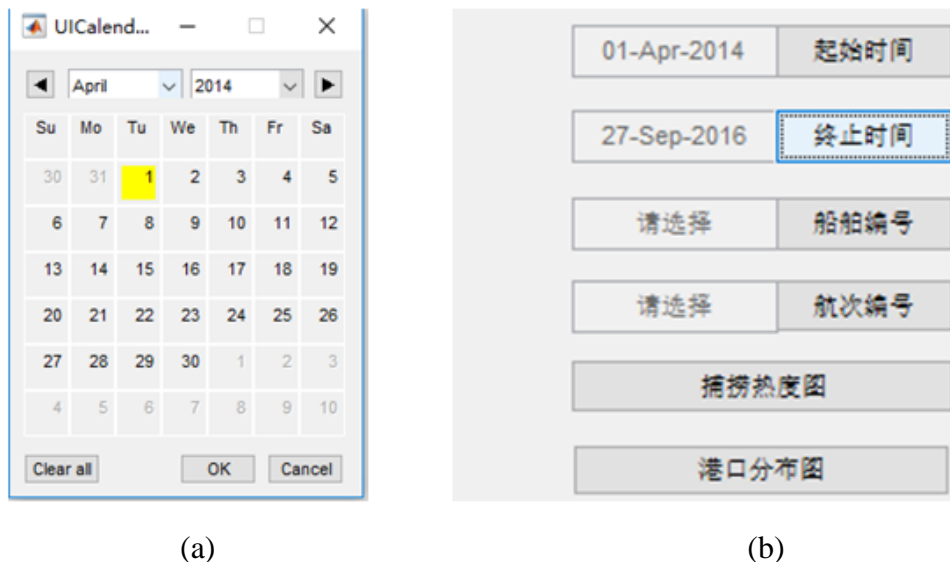 UICalend...
April 2014
Su Mo Tu We Th Fr Sa
30 31 1 2 3 4 5
6 7 8 9 10 11 12
13 14 15 16 17 18 19
20 21 22 23 24 25 26
27 28 29 30 1 2 3
4 5 6 7 8 9 10
Clear all OK Cancel
(a)
01-Apr-2014 起始时间
27-Sep-2016 终止时间
请选择 船舶编号
请选择 航次编号
捕捞热度图
港口分布图
(b)